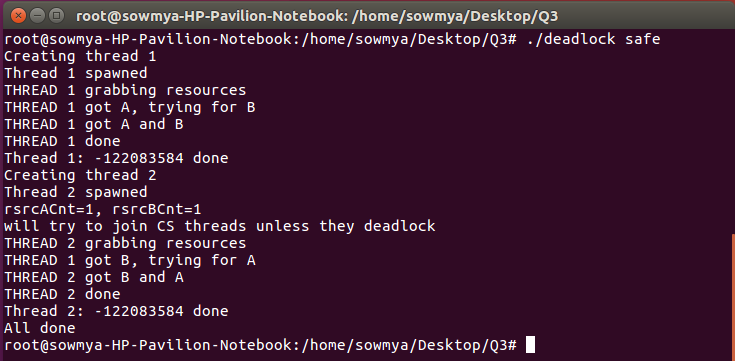 root@sowmya-HP-Pavilion-Notebook: /home/sowmya/Desktop/Q3
root@sowmya-HP-Pavilion-Notebook:/home/sowmya/Desktop/Q3# ./deadlock safe
Creating thread 1
Thread 1 spawned
THREAD 1 grabbing resources
THREAD 1 got A, trying for B
THREAD 1 got A and B
THREAD 1 done
Thread 1: -122083584 done
Creating thread 2
Thread 2 spawned
rsrcACnt=1, rsrcBCnt=1
will try to join CS threads unless they deadlock
THREAD 2 grabbing resources
THREAD 1 got B, trying for A
THREAD 2 got B and A
THREAD 2 done
Thread 2: -122083584 done
All done
root@sowmya-HP-Pavilion-Notebook:/home/sowmya/Desktop/Q3#